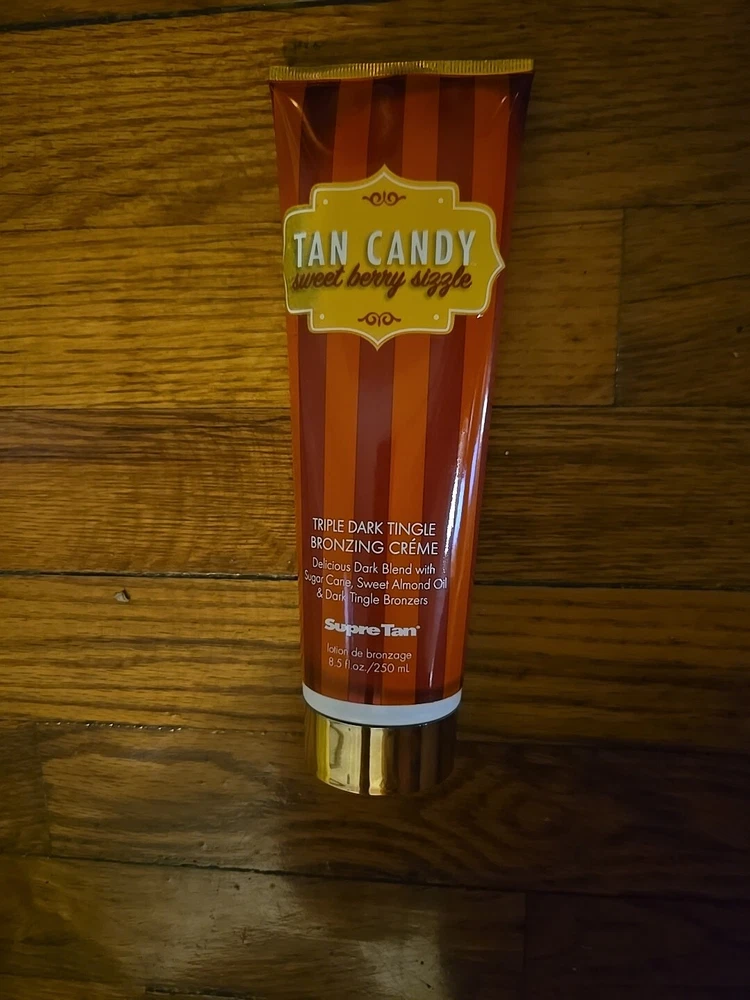 TAN CANDY
sweet berry sizzle
TRIPLE DARK TINGLE
BRONZING CRÉME
Delicious Dark Blend with
Sugar Cane, Sweet Almond Oil
& Dark Tingle Bronzers
Supre Tan®
lotion de bronzage
8.5 fl.oz./250 mL